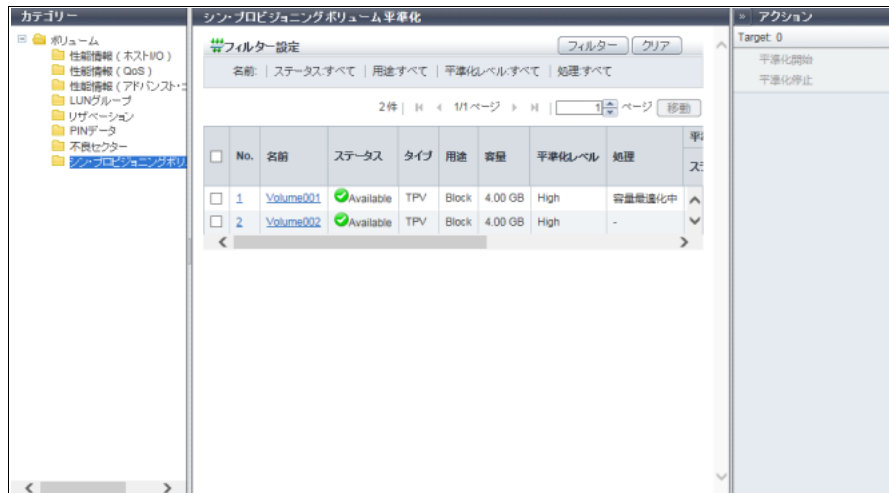 カテゴリー
ボリューム
性能情報 ( ホストI/O )
性能情報 ( QoS )
性能情報 ( アドバンスト・コ
LUNグループ
リザベーション
PINデータ
不良セクター
シン・プロビジョニングボリ
シン・プロビジョニングボリューム平準化
フィルター設定 フィルター クリア
名前: | ステータス:すべて | 用途:すべて | 平準化レベル:すべて | 処理:すべて
2件 | 1/1 ページ | 1 ページ 移動
No. 名前 ステータス タイプ 用途 容量 平準化レベル 処理
1 Volume001 Available TPV Block 4.00 GB High 容量最適化中
2 Volume002 Available TPV Block 4.00 GB High -
» アクション
Target: 0
平準化開始
平準化停止